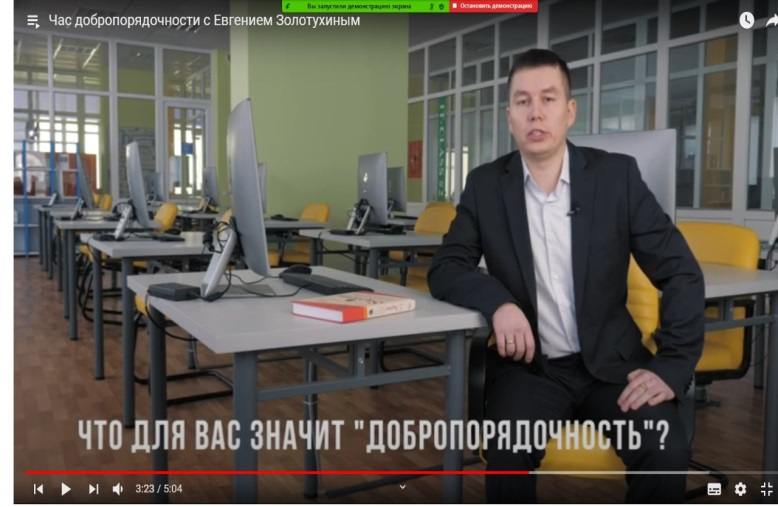 Вы запустили демонстрацию экрана
Остановить демонстрацию
Час добропорядочности с Евгением Золотухиным
ЧТО ДЛЯ ВАС ЗНАЧИТ "ДОБРОПОРЯДОЧНОСТЬ"?
3:23 / 5:04